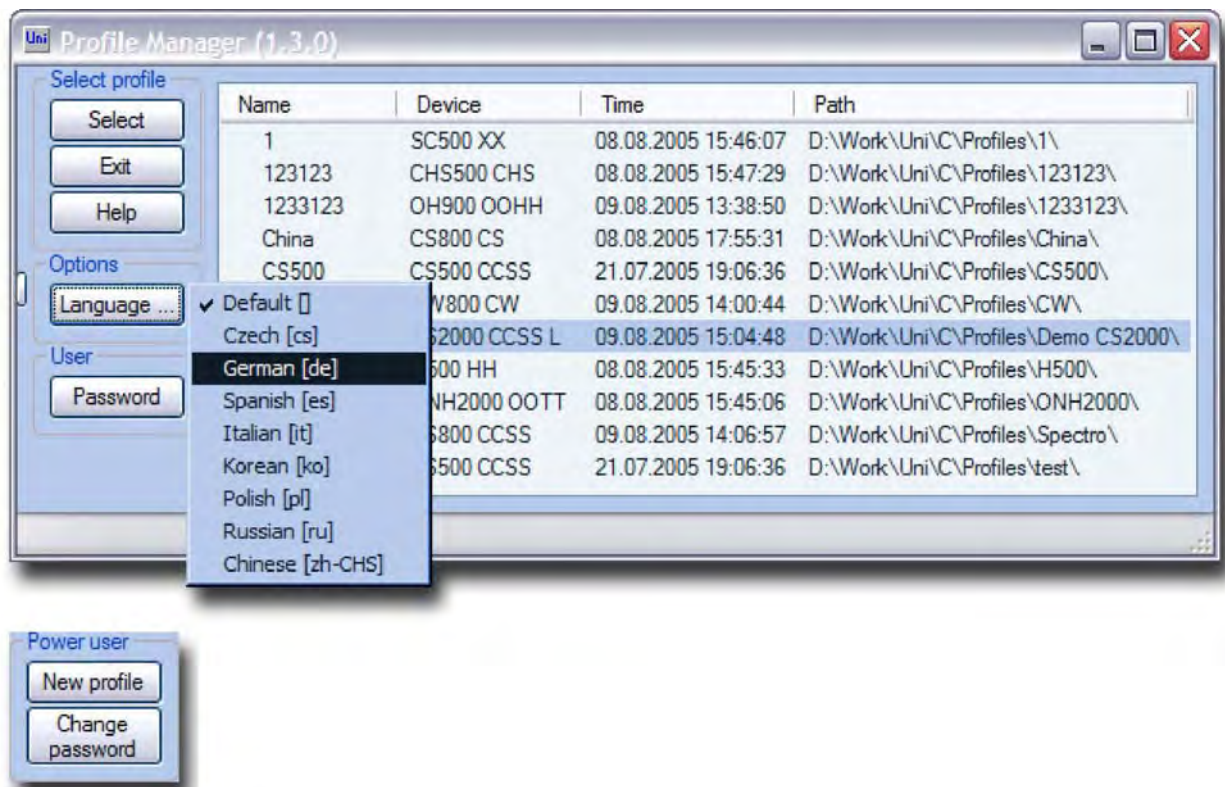 Uni Profile Manager (1.3.0)
Select profile
Select
Exit
Help
Options
Language ...
User
Password
Name Device Time Path
1 SC500 XX 08.08.2005 15:46:07 D:\Work\Uni\C\Profiles\1\
123123 CHS500 CHS 08.08.2005 15:47:29 D:\Work\Uni\C\Profiles\123123\
1233123 OH900 OOHH 09.08.2005 13:38:50 D:\Work\Uni\C\Profiles\1233123\
China CS800 CS 08.08.2005 17:55:31 D:\Work\Uni\C\Profiles\China\
CS500 CS500 CCSS 21.07.2005 19:06:36 D:\Work\Uni\C\Profiles\CS500\
CW 09.08.2005 14:00:44 D:\Work\Uni\C\Profiles\CW\
CCSS L 09.08.2005 15:04:48 D:\Work\Uni\C\Profiles\Demo CS2000\
HH 08.08.2005 15:45:33 D:\Work\Uni\C\Profiles\H500\
OOTT 08.08.2005 15:45:06 D:\Work\Uni\C\Profiles\ONH2000\
CCSS 09.08.2005 14:06:57 D:\Work\Uni\C\Profiles\Spectro\
CCSS 21.07.2005 19:06:36 D:\Work\Uni\C\Profiles\test\
Default []
Czech [cs]
German [de]
Spanish [es]
Italian [it]
Korean [ko]
Polish [pl]
Russian [ru]
Chinese [zh-CHS]
Power user
New profile
Change
password